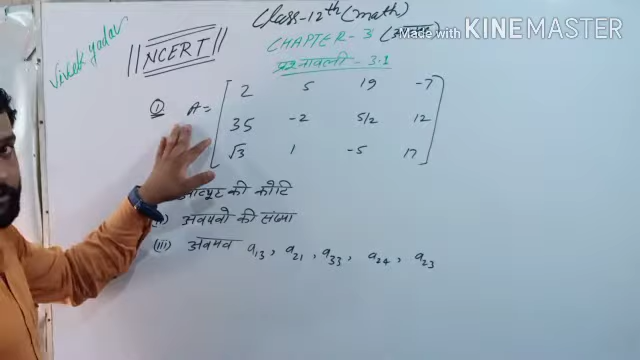 Class-12th (math)
Made with KINEMASTER
Vivek yadav
||NCERT||
CHAPTER-3
प्रश्नावली-3.1
① A = [ 2 5 19 -7
35 -2 5/2 12
√3 1 -5 17 ]
आव्यूह की कोटि
(ii) अवयवों की संख्या
(iii) अवयव a₁₃, a₂₁, a₃₃, a₂₄, a₂₃